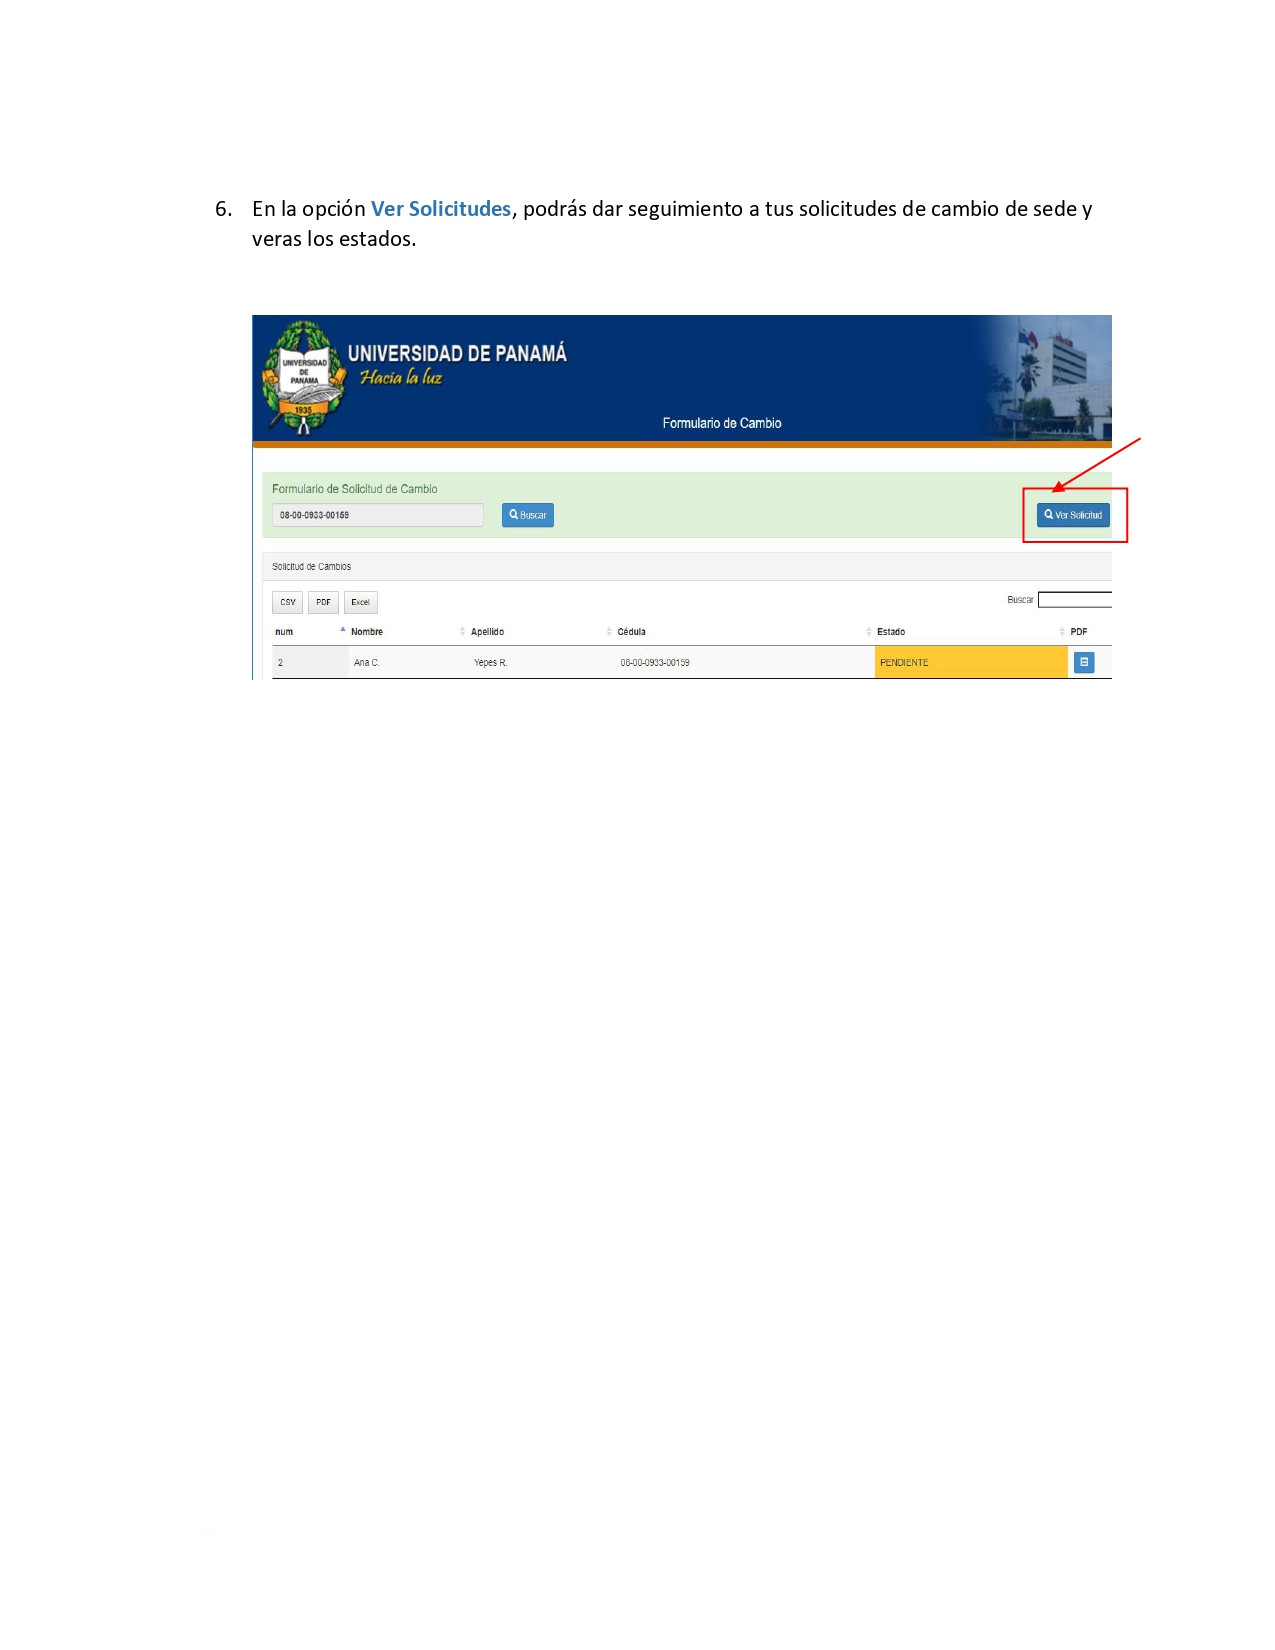 6. En la opción Ver Solicitudes, podrás dar seguimiento a tus solicitudes de cambio de sede y
veras los estados.
UNIVERSIDAD
DE
PANAMA
1935
UNIVERSIDAD DE PANAMÁ
Hacia la luz
Formulario de Cambio
Formulario de Solicitud de Cambio
08-00-0933-00159 Buscar Ver Solicitud
Solicitud de Cambios
CSV PDF Excel Buscar
num Nombre Apellido Cédula Estado PDF
2 Ana C. Yepes R. 08-00-0933-00159 PENDIENTE